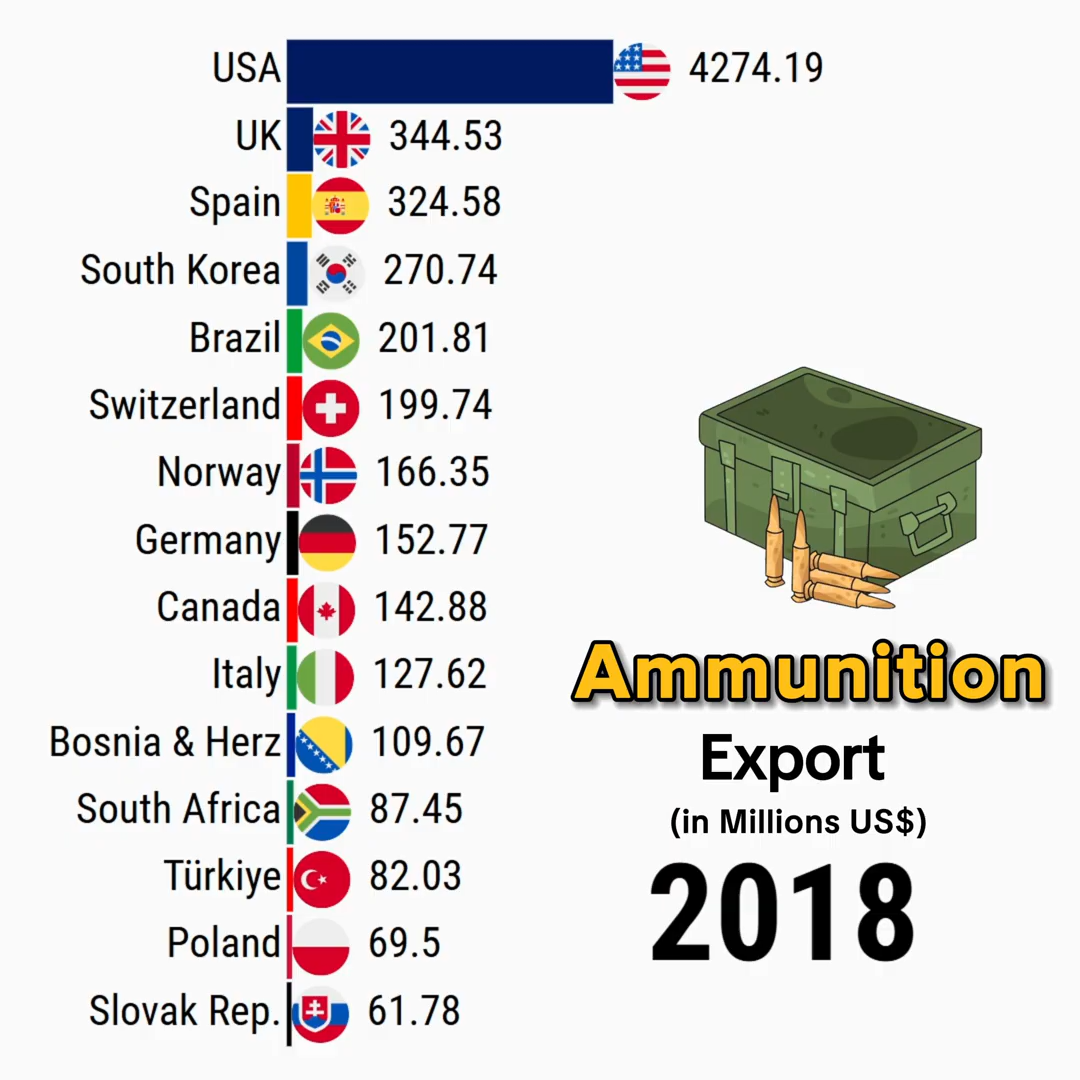 USA 4274.19
UK 344.53
Spain 324.58
South Korea 270.74
Brazil 201.81
Switzerland 199.74
Norway 166.35
Germany 152.77
Canada 142.88
Italy 127.62
Bosnia & Herz 109.67
South Africa 87.45
Türkiye 82.03
Poland 69.5
Slovak Rep. 61.78
Ammunition
Export
(in Millions US$)
2018